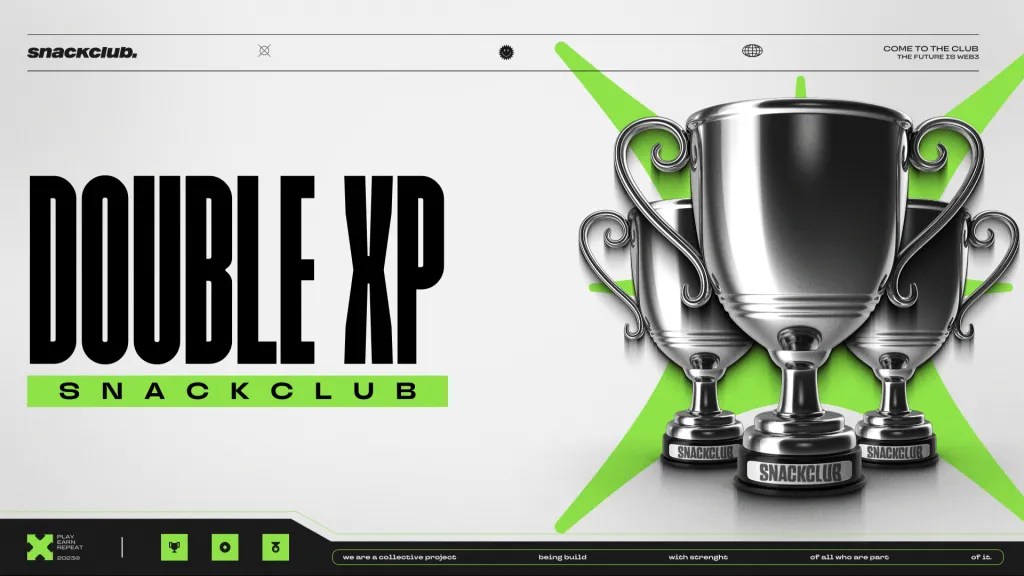 snackclub.
COME TO THE CLUB
THE FUTURE IS WEB3
DOUBLE XP
SNACKCLUB
SNACKCLUB
SNACKCLUB
SNACKCLUB
PLAY
EARN
REPEAT
2023®
we are a collective project being build with strenght of all who are part of it.